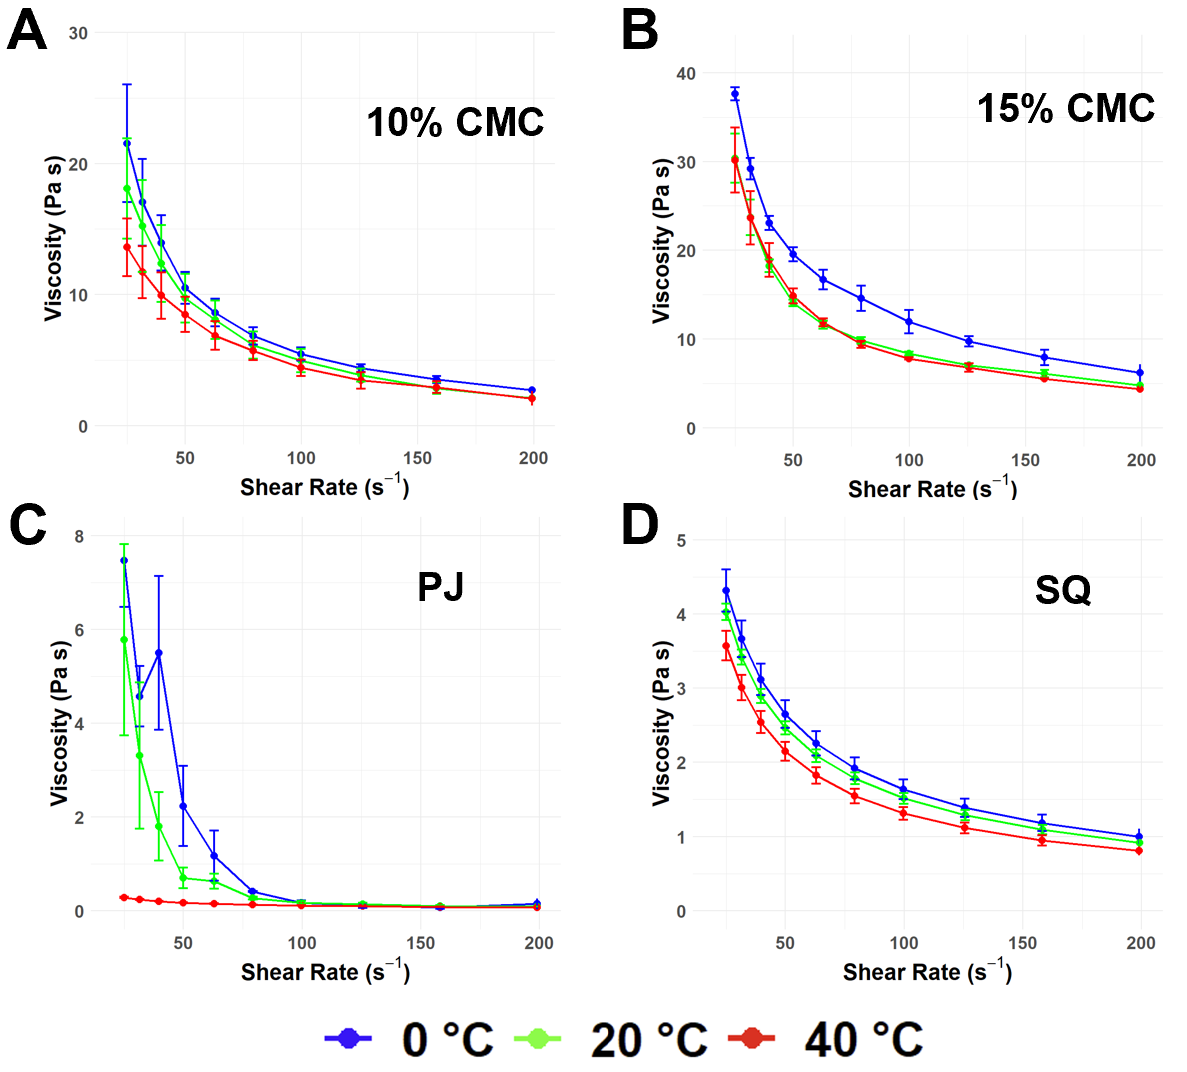 A
30
20
10
0
Viscosity (Pa s)
10% CMC
50 100 150 200
Shear Rate (s⁻¹)
B
40
30
20
10
0
Viscosity (Pa s)
15% CMC
50 100 150 200
Shear Rate (s⁻¹)
C
8
6
4
2
0
Viscosity (Pa s)
PJ
50 100 150 200
Shear Rate (s⁻¹)
D
5
4
3
2
1
0
Viscosity (Pa s)
SQ
50 100 150 200
Shear Rate (s⁻¹)
0 °C 20 °C 40 °C